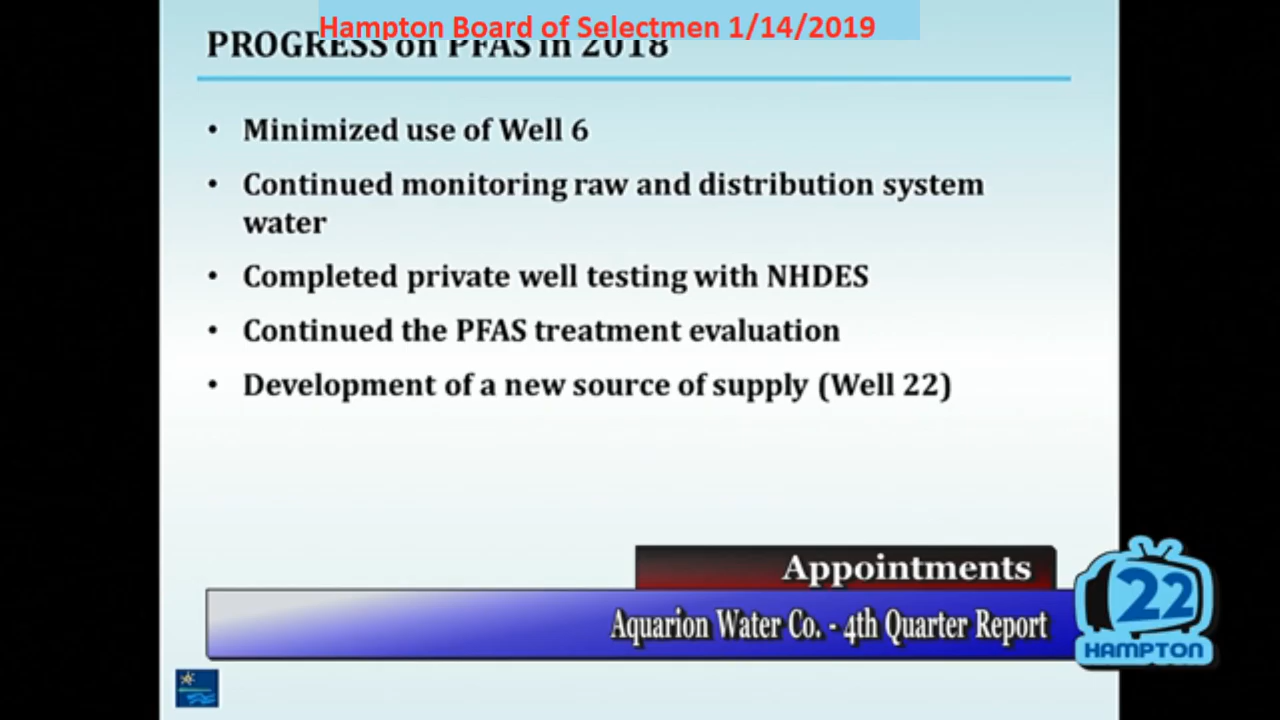 Hampton Board of Selectmen 1/14/2019
PROGRESS on PFAS in 2018
• Minimized use of Well 6
• Continued monitoring raw and distribution system
water
• Completed private well testing with NHDES
• Continued the PFAS treatment evaluation
• Development of a new source of supply (Well 22)
Appointments
Aquarion Water Co. - 4th Quarter Report
22
HAMPTON